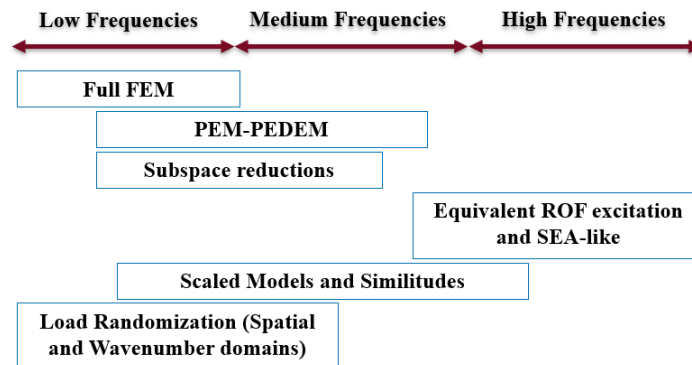 Low Frequencies Medium Frequencies High Frequencies
Full FEM
PEM-PEDEM
Subspace reductions
Equivalent ROF excitation
and SEA-like
Scaled Models and Similitudes
Load Randomization (Spatial
and Wavenumber domains)